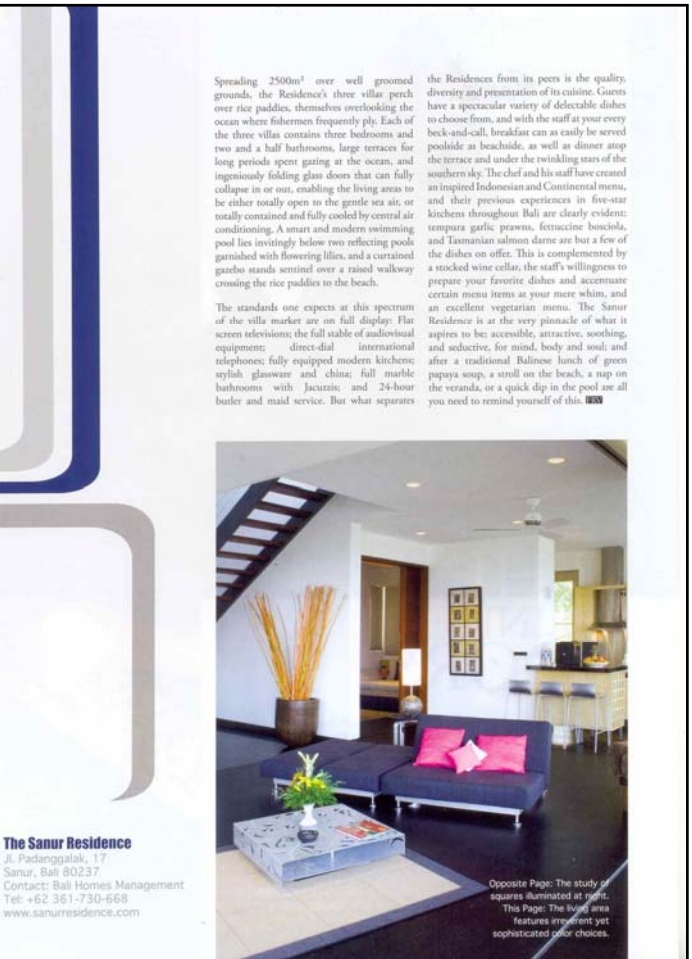 Spreading 2500m² over well groomed
grounds, the Residence's three villas perch
over rice paddies, themselves overlooking the
ocean where fishermen frequently ply. Each of
the three villas contains three bedrooms and
two and a half bathrooms, large terraces for
long periods spent gazing at the ocean, and
ingeniously folding glass doors that can fully
collapse in or out, enabling the living areas to
be either totally open to the gentle sea air, or
totally contained and fully cooled by central air
conditioning. A smart and modern swimming
pool lies invitingly below two reflecting pools
garnished with flowering lilies, and a curtained
gazebo stands sentinel over a raised walkway
crossing the rice paddies to the beach.
The standards one expects at this spectrum
of the villa market are on full display: Flat
screen televisions; the full stable of audiovisual
equipment; direct-dial international
telephones; fully equipped modern kitchens;
stylish glassware and china; full marble
bathrooms with Jacuzzis; and 24-hour
butler and maid service. But what separates
the Residences from its peers is the quality,
diversity and presentation of its cuisine. Guests
have a spectacular variety of delectable dishes
to choose from, and with the staff at your every
beck-and-call, breakfast can as easily be served
poolside as beachside, as well as dinner atop
the terrace and under the twinkling stars of the
southern sky. The chef and his staff have created
an inspired Indonesian and Continental menu,
and their previous experiences in five-star
kitchens throughout Bali are clearly evident:
tempura garlic prawns, fettuccine bosciola,
and Tasmanian salmon darne are but a few of
the dishes on offer. This is complemented by
a stocked wine cellar, the staff's willingness to
prepare your favorite dishes and accentuate
certain menu items at your mere whim, and
an excellent vegetarian menu. The Sanur
Residence is at the very pinnacle of what it
aspires to be; accessible, attractive, soothing,
and seductive, for mind, body and soul; and
after a traditional Balinese lunch of green
papaya soup, a stroll on the beach, a nap on
the veranda, or a quick dip in the pool are all
you need to remind yourself of this. FRV
The Sanur Residence
Jl. Padanggalak, 17
Sanur, Bali 80237
Contact: Bali Homes Management
Tel: +62 361-730-668
www.sanurresidence.com
Opposite Page: The study of
squares illuminated at night.
This Page: The living area
features irreverent yet
sophisticated color choices.